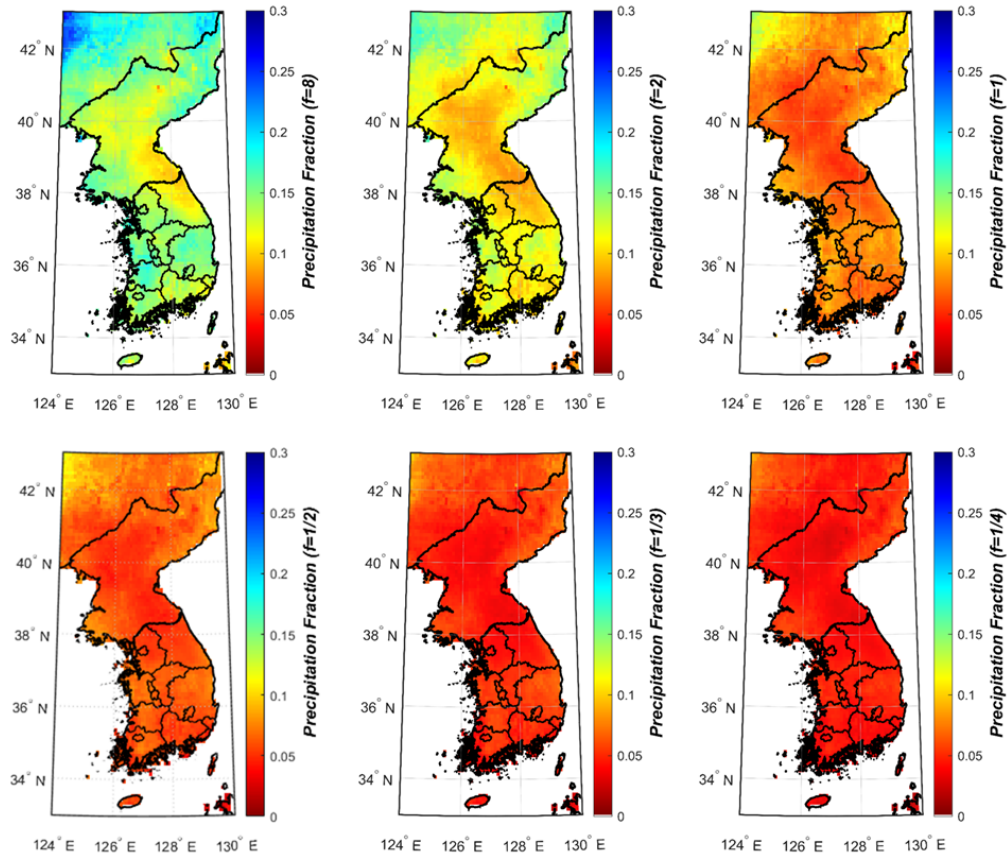 42° N
40° N
38° N
36° N
34° N
124° E 126° E 128° E 130° E
0.3
0.25
0.2
0.15
0.1
0.05
0
Precipitation Fraction (f=8)
42° N
40° N
38° N
36° N
34° N
124° E 126° E 128° E 130° E
0.3
0.25
0.2
0.15
0.1
0.05
0
Precipitation Fraction (f=2)
42° N
40° N
38° N
36° N
34° N
124° E 126° E 128° E 130° E
0.3
0.25
0.2
0.15
0.1
0.05
0
Precipitation Fraction (f=1)
42° N
40° N
38° N
36° N
34° N
124° E 126° E 128° E 130° E
0.3
0.25
0.2
0.15
0.1
0.05
0
Precipitation Fraction (f=1/2)
42° N
40° N
38° N
36° N
34° N
124° E 126° E 128° E 130° E
0.3
0.25
0.2
0.15
0.1
0.05
0
Precipitation Fraction (f=1/3)
42° N
40° N
38° N
36° N
34° N
124° E 126° E 128° E 130° E
0.3
0.25
0.2
0.15
0.1
0.05
0
Precipitation Fraction (f=1/4)